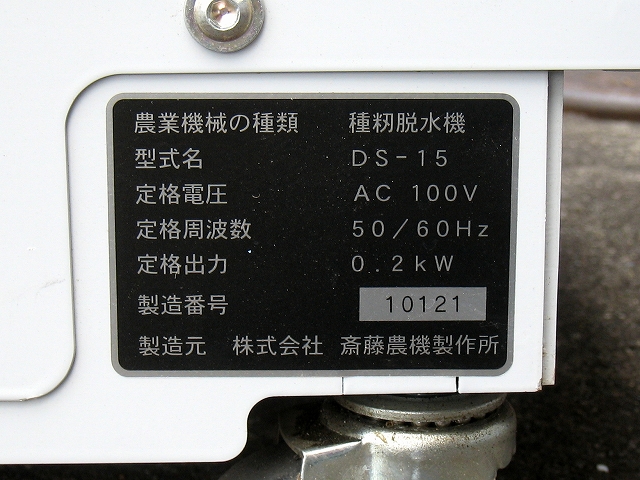 農業機械の種類 種籾脱水機
型式名 DS-15
定格電圧 AC 100V
定格周波数 50/60Hz
定格出力 0.2kW
製造番号 10121
製造元 株式会社 斎藤農機製作所